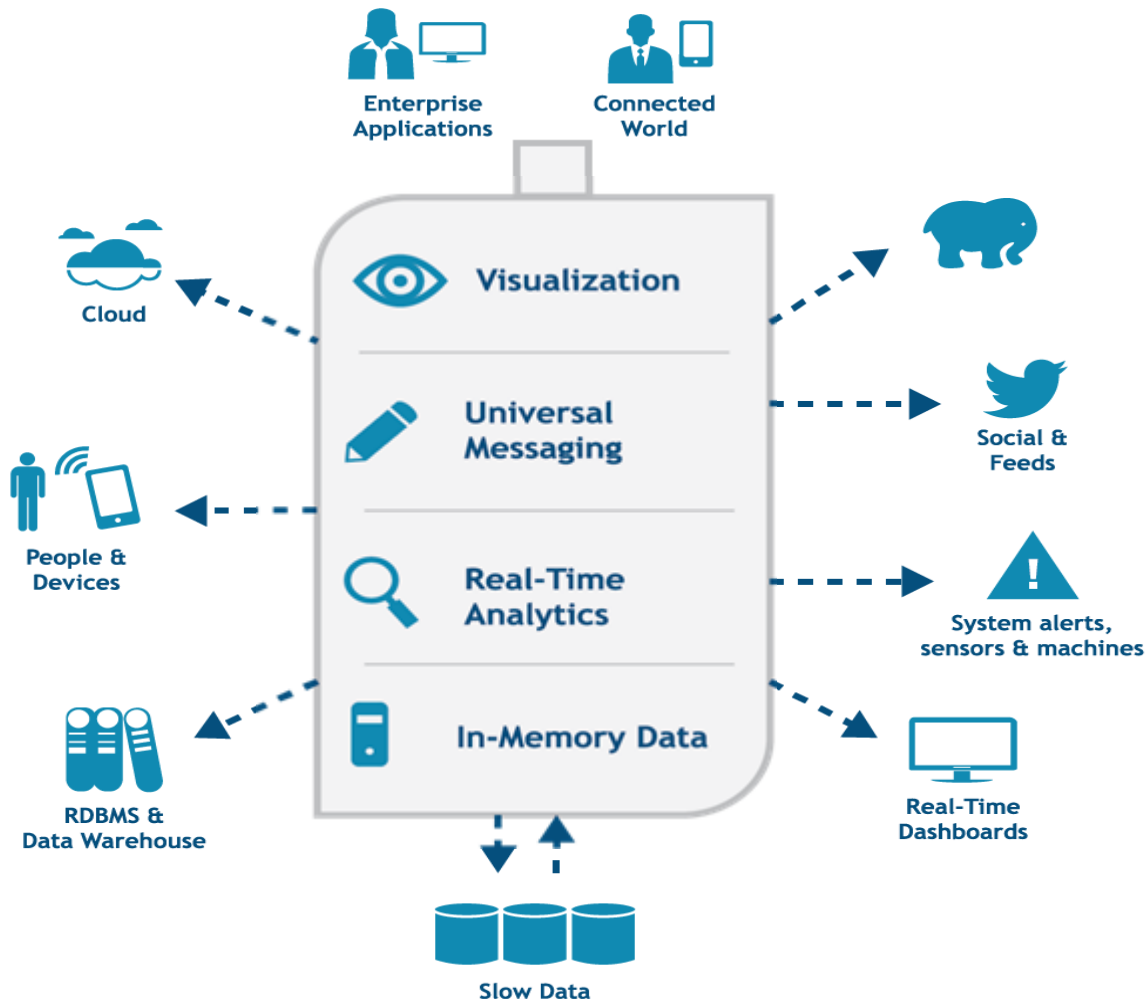 Enterprise
Applications
Connected
World
Cloud
Visualization
Universal
Messaging
Social &
Feeds
People &
Devices
Real-Time
Analytics
!
System alerts,
sensors & machines
In-Memory Data
RDBMS &
Data Warehouse
Real-Time
Dashboards
Slow Data